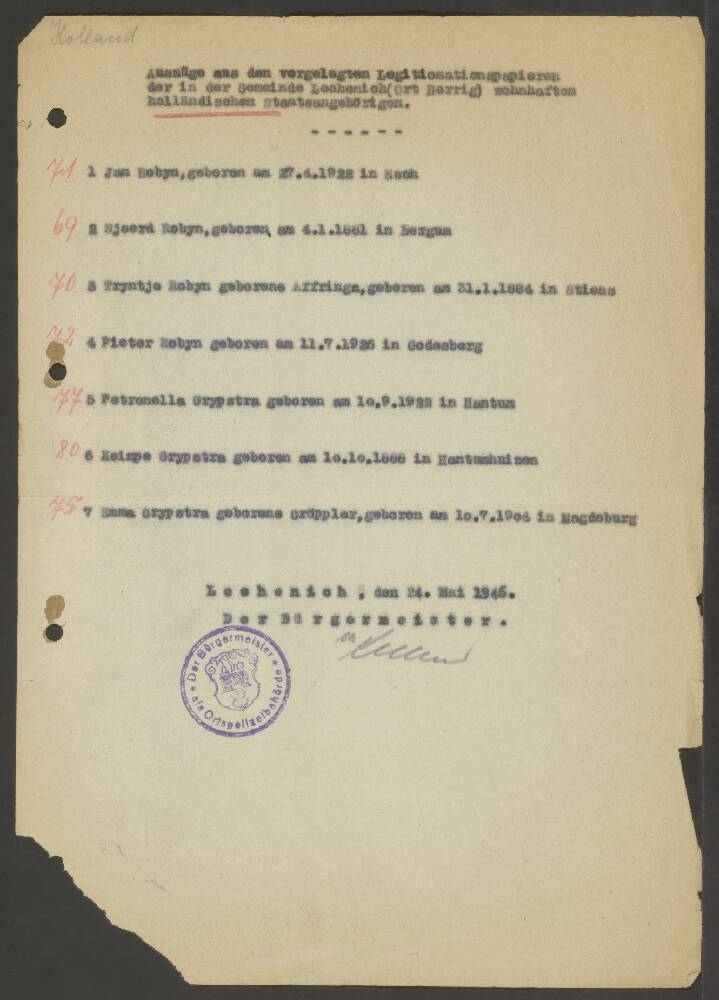 Holland
Auszüge aus den vorgelegten Legitimationspapieren
der in der Gemeinde Lechenich(Ort Herrig) wohnhaften
holländischen Staatsangehörigen.
- - - - - -
71 1 Jan Robyn,geboren am 27.4.1922 in
69 2 Sjoerd Robyn,geboren am 4.1.1881 in Bergum
70 3 Tryntje Robyn geborene Affringa,geboren am 31.1.1884 in Stiens
72 4 Pieter Robyn geboren am 11.7.1926 in Godesberg
77 5 Petronella Grypstra geboren am 10.9.1922 in Hantum
80 6 Keimpe Grypstra geboren am 10.10.1888 in Hantumhuizen
75 7 Emma Grypstra geborene Gröppler,geboren am 10.7.1904 in Magdeburg
Lechenich, den 24. Mai 1946.
Der Bürgermeister.
Der Bürgermeister
als Ortspolizeibehörde